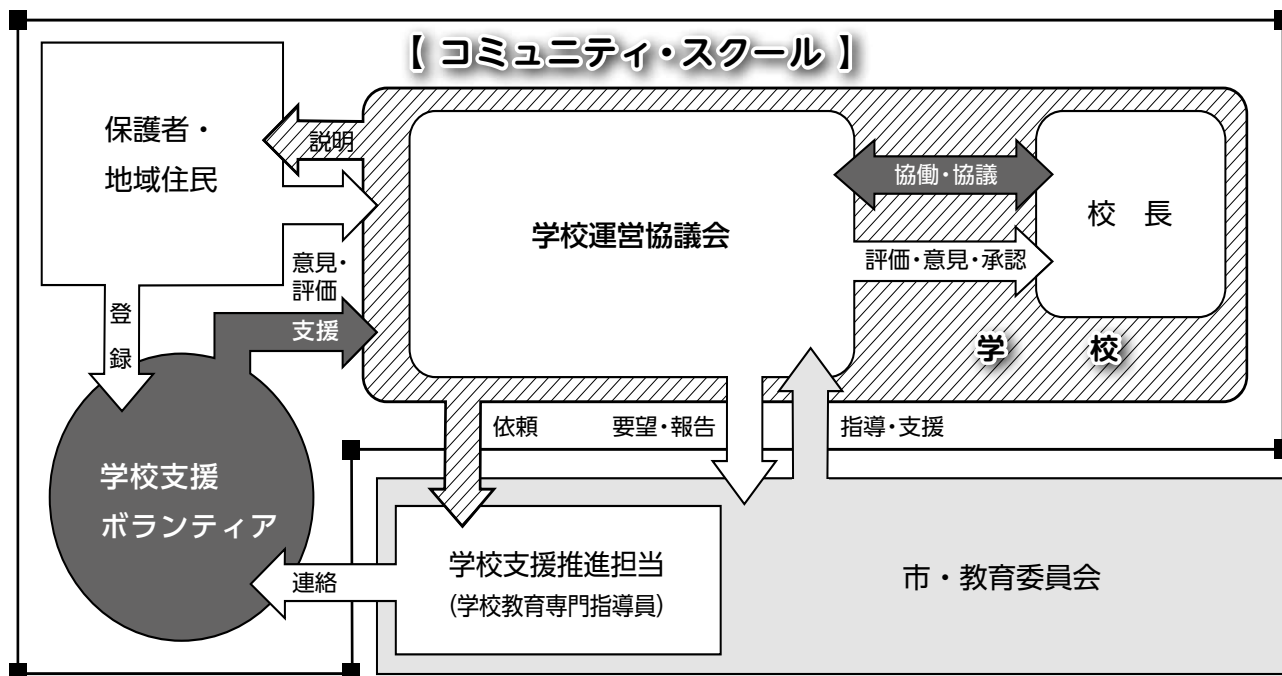 【 コミュニティ・スクール 】
保護者・
地域住民
説明
学校運営協議会
協働・協議
校　長
評価・意見・承認
意見・
評価
支援
登
録
学　校
依頼
要望・報告
指導・支援
学校支援
ボランティア
連絡
学校支援推進担当
(学校教育専門指導員)
市・教育委員会